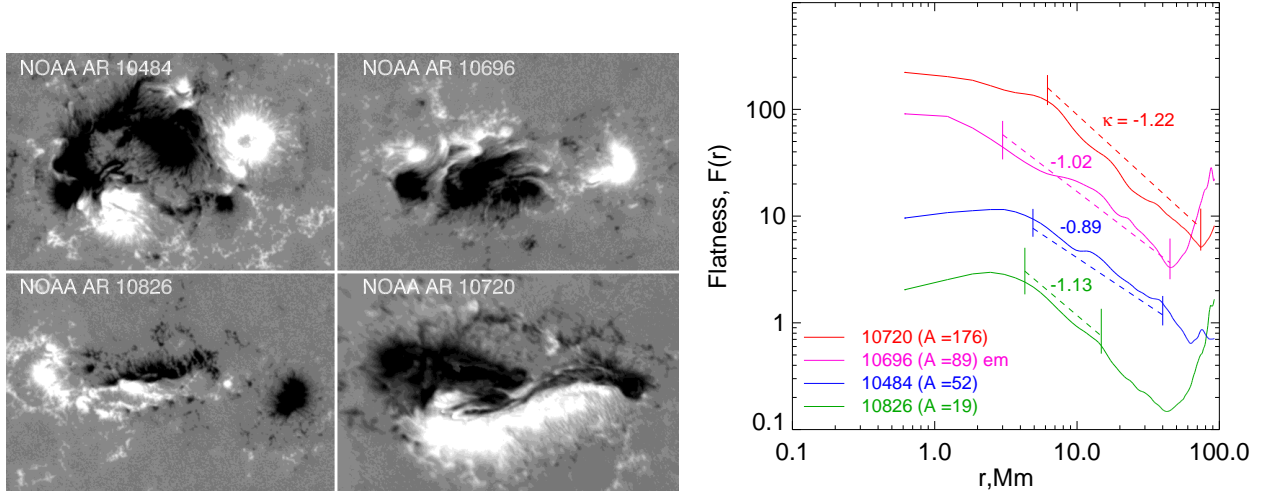 NOAA AR 10484
NOAA AR 10696
NOAA AR 10826
NOAA AR 10720
Flatness, F(r)
100
10
1
0.1
κ = -1.22
-1.02
-0.89
-1.13
10720 (A =176)
10696 (A =89) em
10484 (A =52)
10826 (A =19)
0.1
1.0
10.0
100.0
r,Mm